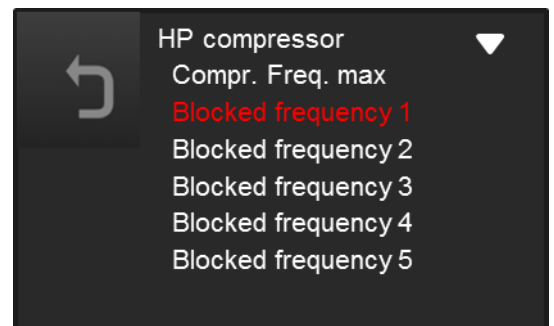 HP compressor
Compr. Freq. max
Blocked frequency 1
Blocked frequency 2
Blocked frequency 3
Blocked frequency 4
Blocked frequency 5